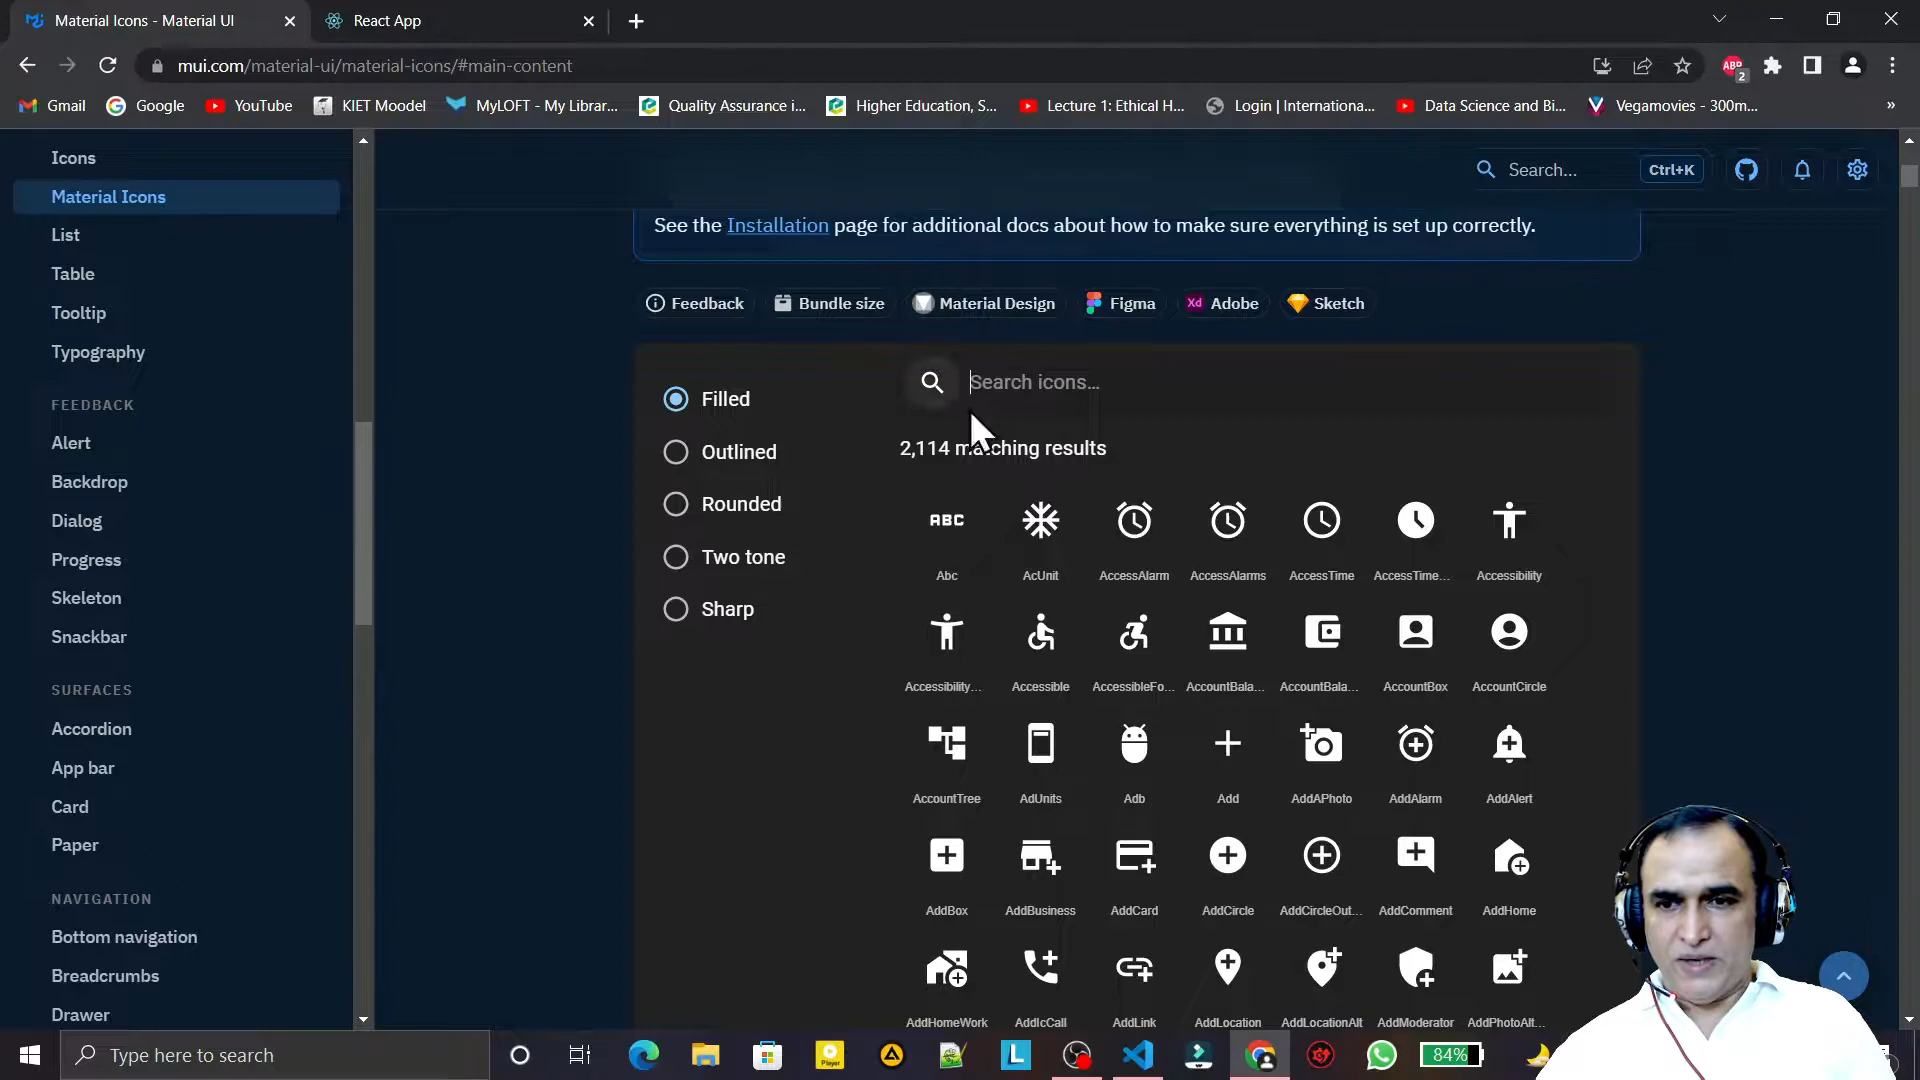 Material Icons - Material UI
React App
mui.com/material-ui/material-icons/#main-content
ABP
2
Gmail
Google
YouTube
KIET Moodel
MyLOFT - My Librar...
Quality Assurance i...
Higher Education, S...
Lecture 1: Ethical H...
Login | Internationa...
Data Science and Bi...
Vegamovies - 300m...
»
Icons
Material Icons
List
Table
Tooltip
Typography
FEEDBACK
Alert
Backdrop
Dialog
Progress
Skeleton
Snackbar
SURFACES
Accordion
App bar
Card
Paper
NAVIGATION
Bottom navigation
Breadcrumbs
Drawer
Search...
Ctrl+K
See the Installation page for additional docs about how to make sure everything is set up correctly.
Feedback
Bundle size
Material Design
Figma
Xd Adobe
Sketch
Filled
Outlined
Rounded
Two tone
Sharp
Search icons...
2,114 matching results
ABC
Abc
AcUnit
AccessAlarm
AccessAlarms
AccessTime
AccessTime...
Accessibility
Accessibility...
Accessible
AccessibleFo...
AccountBala...
AccountBala...
AccountBox
AccountCircle
AccountTree
AdUnits
Adb
Add
AddAPhoto
AddAlarm
AddAlert
AddBox
AddBusiness
AddCard
AddCircle
AddCircleOut...
AddComment
AddHome
AddHomeWork
AddIcCall
AddLink
AddLocation
AddLocationAlt
AddModerator
AddPhotoAlt...
Type here to search
Player
L
84%